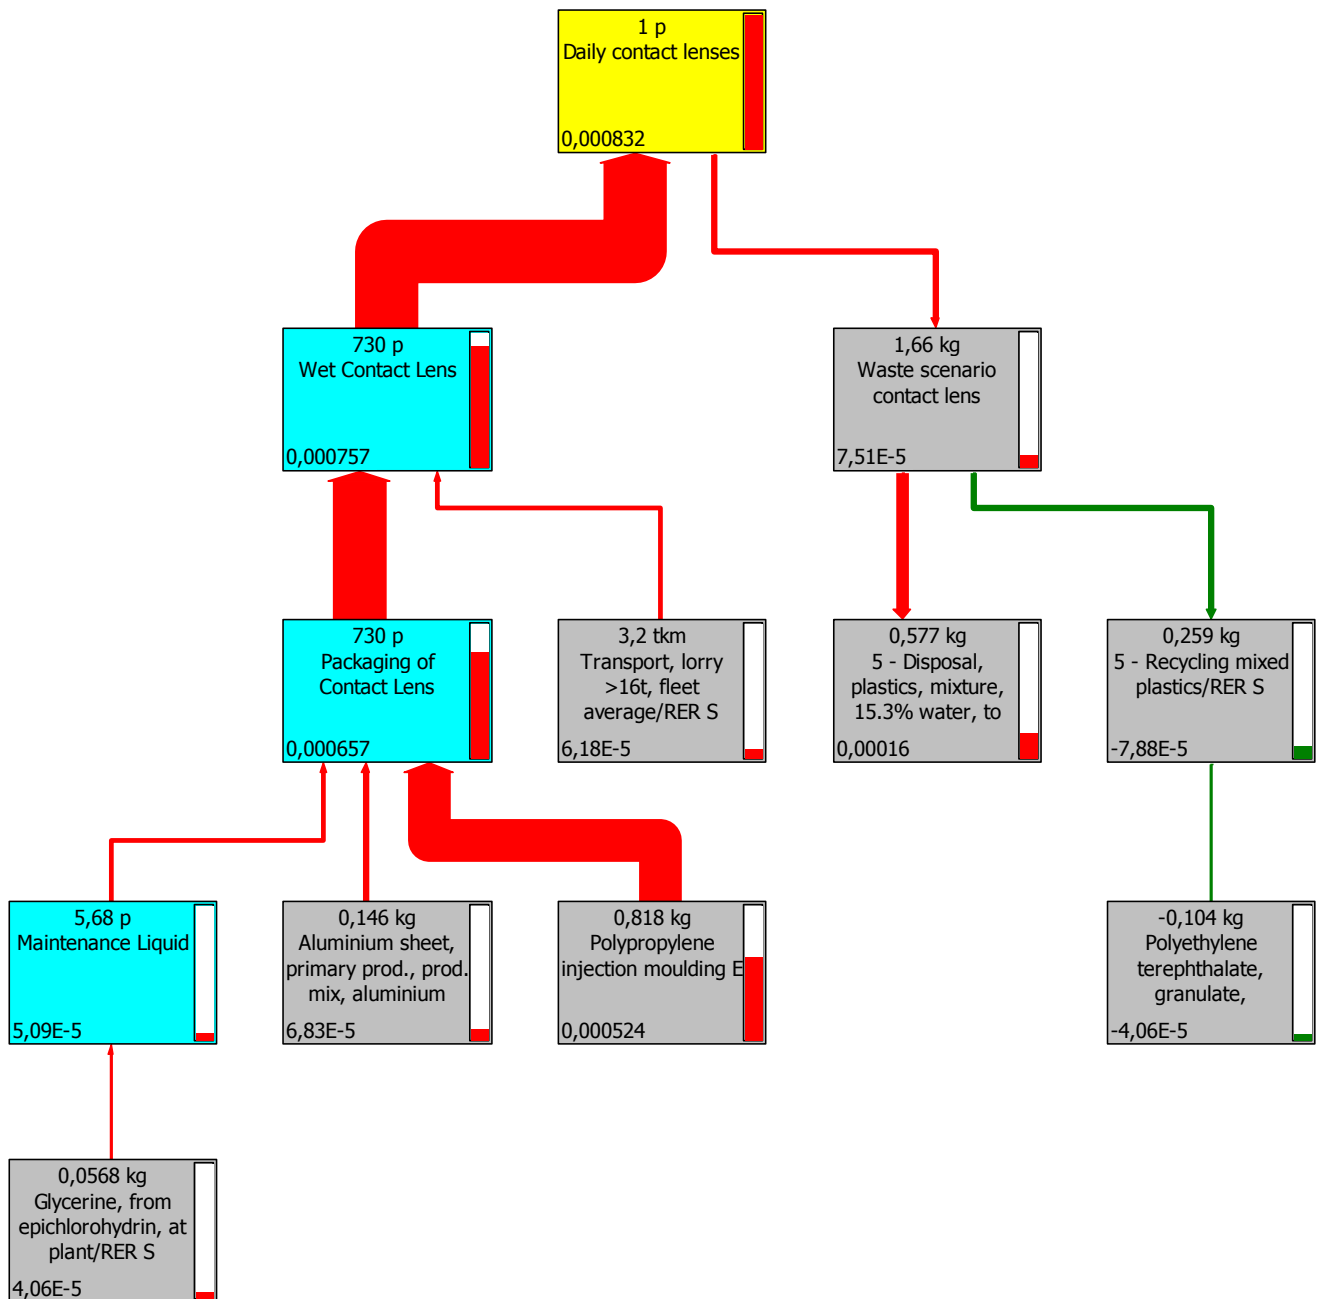 1 p
Daily contact lenses
0,000832
730 p
Wet Contact Lens
0,000757
1,66 kg
Waste scenario
contact lens
7,51E-5
730 p
Packaging of
Contact Lens
0,000657
3,2 tkm
Transport, lorry
>16t, fleet
average/RER S
6,18E-5
0,577 kg
5 - Disposal,
plastics, mixture,
15.3% water, to
0,00016
0,259 kg
5 - Recycling mixed
plastics/RER S
-7,88E-5
5,68 p
Maintenance Liquid
5,09E-5
0,146 kg
Aluminium sheet,
primary prod., prod.
mix, aluminium
6,83E-5
0,818 kg
Polypropylene
injection moulding E
0,000524
-0,104 kg
Polyethylene
terephthalate,
granulate,
-4,06E-5
0,0568 kg
Glycerine, from
epichlorohydrin, at
plant/RER S
4,06E-5